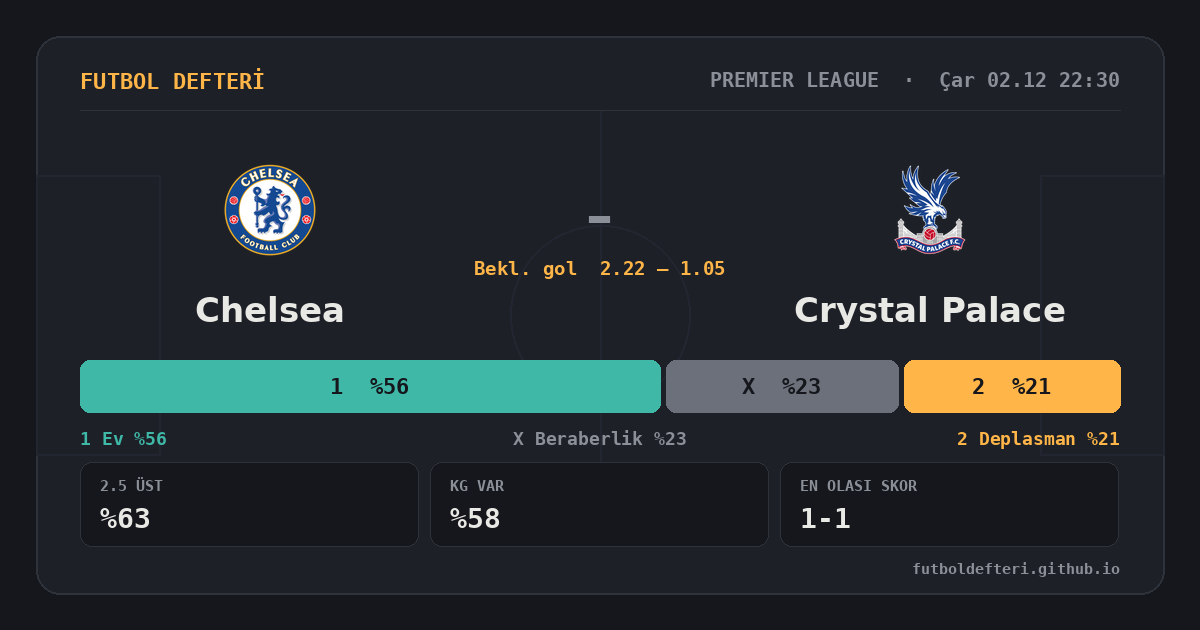 FUTBOL DEFTERİ
PREMIER LEAGUE · Çar 02.12 22:30
CHELSEA
FOOTBALL CLUB
CRYSTAL PALACE F.C.
–
Bekl. gol 2.22 — 1.05
Chelsea
Crystal Palace
1 %56
X %23
2 %21
1 Ev %56
X Beraberlik %23
2 Deplasman %21
2.5 ÜST
KG VAR
EN OLASI SKOR
%63
%58
1-1
futboldefteri.github.io